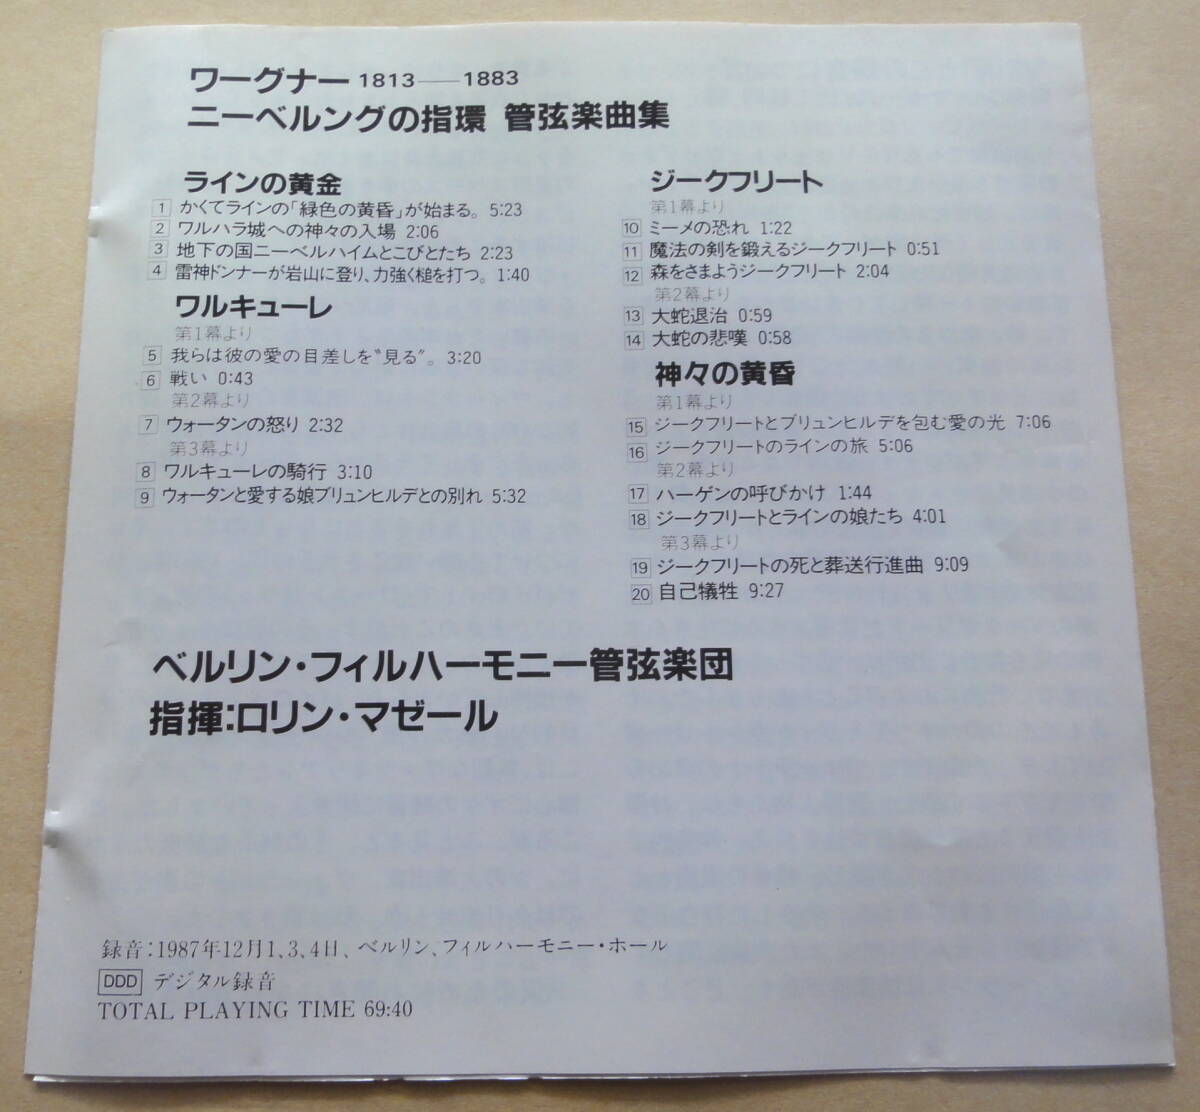 ワーグナー 1813——1883
ニーベルングの指環 管弦楽曲集
ラインの黄金
1 かくてラインの「緑色の黄昏」が始まる。 5:23
2 ワルハラ城への神々の入場 2:06
3 地下の国ニーベルハイムとこびとたち 2:23
4 雷神ドンナーが岩山に登り、力強く槌を打つ。 1:40
ワルキューレ
第1幕より
5 我らは彼の愛の目差しを“見る”。 3:20
6 戦い 0:43
第2幕より
7 ウォータンの怒り 2:32
第3幕より
8 ワルキューレの騎行 3:10
9 ウォータンと愛する娘ブリュンヒルデとの別れ 5:32
ジークフリート
第1幕より
10 ミーメの恐れ 1:22
11 魔法の剣を鍛えるジークフリート 0:51
12 森をさまようジークフリート 2:04
第2幕より
13 大蛇退治 0:59
14 大蛇の悲嘆 0:58
神々の黄昏
第1幕より
15 ジークフリートとブリュンヒルデを包む愛の光 7:06
16 ジークフリートのラインの旅 5:06
第2幕より
17 ハーゲンの呼びかけ 1:44
18 ジークフリートとラインの娘たち 4:01
第3幕より
19 ジークフリートの死と葬送行進曲 9:09
20 自己犠牲 9:27
ベルリン・フィルハーモニー管弦楽団
指揮:ロリン・マゼール
録音:1987年12月1、3、4日、ベルリン、フィルハーモニー・ホール
DDD デジタル録音
TOTAL PLAYING TIME 69:40